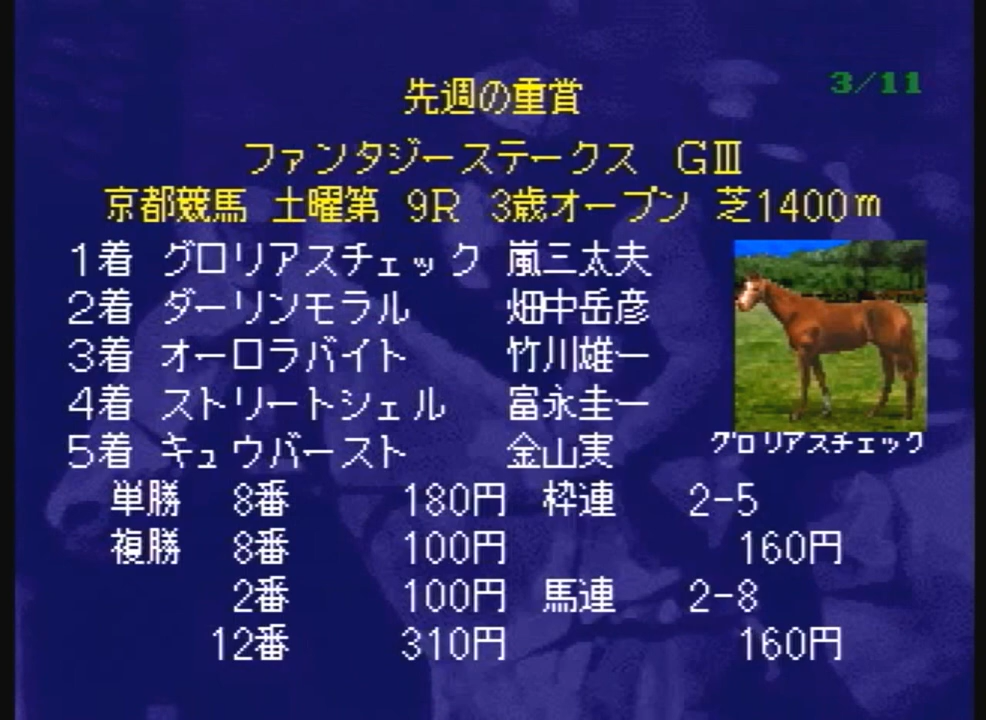 3/11
先週の重賞
ファンタジーステークス GⅢ
京都競馬 土曜第 9R 3歳オープン 芝1400m
1着 グロリアスチェック 嵐三太夫
2着 ダーリンモラル 畑中岳彦
3着 オーロラバイト 竹川雄一
4着 ストリートシェル 富永圭一
5着 キュウバースト 金山実
グロリアスチェック
単勝 8番 180円 枠連 2-5
複勝 8番 100円 160円
2番 100円 馬連 2-8
12番 310円 160円